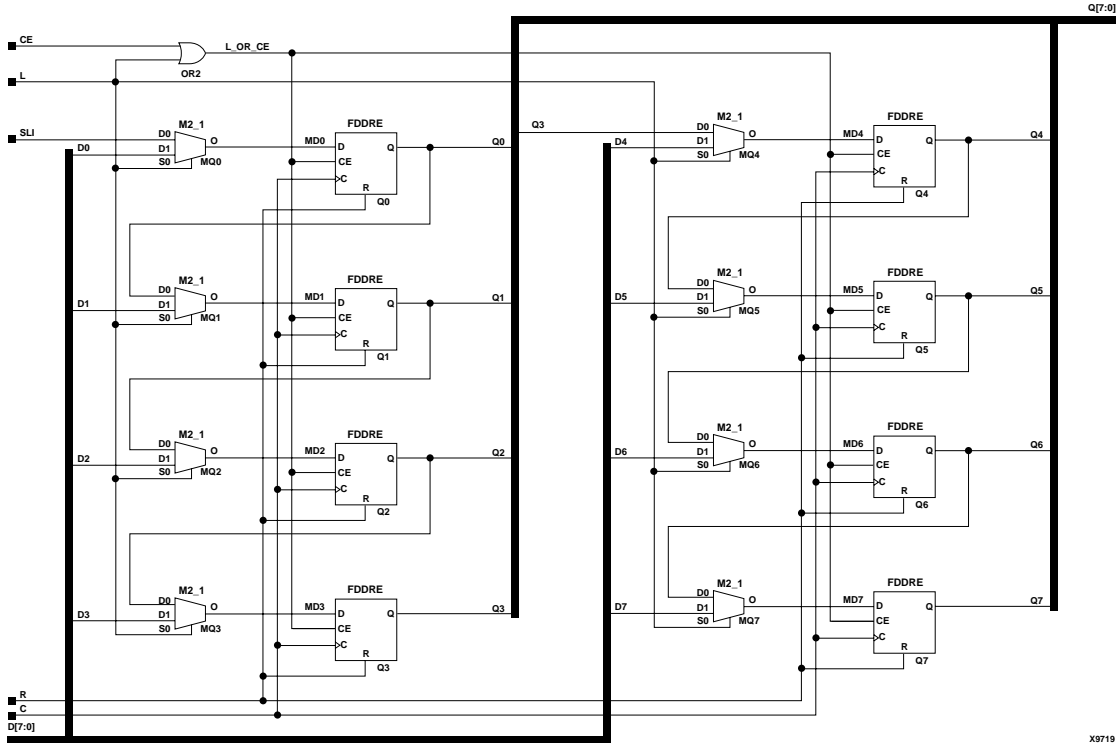 Q[7:0]
CE
L_OR_CE
OR2
L
SLI
D0
D0
D1
S0
M2_1
O
MQ0
MD0
FDDRE
D
CE
C
R
Q
Q0
Q0
D1
D0
D1
S0
M2_1
O
MQ1
MD1
FDDRE
D
CE
C
R
Q
Q1
Q1
D2
D0
D1
S0
M2_1
O
MQ2
MD2
FDDRE
D
CE
C
R
Q
Q2
Q2
D3
D0
D1
S0
M2_1
O
MQ3
MD3
FDDRE
D
CE
C
R
Q
Q3
Q3
Q3
D4
D0
D1
S0
M2_1
O
MQ4
MD4
FDDRE
D
CE
C
R
Q
Q4
Q4
D5
D0
D1
S0
M2_1
O
MQ5
MD5
FDDRE
D
CE
C
R
Q
Q5
Q5
D6
D0
D1
S0
M2_1
O
MQ6
MD6
FDDRE
D
CE
C
R
Q
Q6
Q6
D7
D0
D1
S0
M2_1
O
MQ7
MD7
FDDRE
D
CE
C
R
Q
Q7
Q7
R
C
D[7:0]
X9719